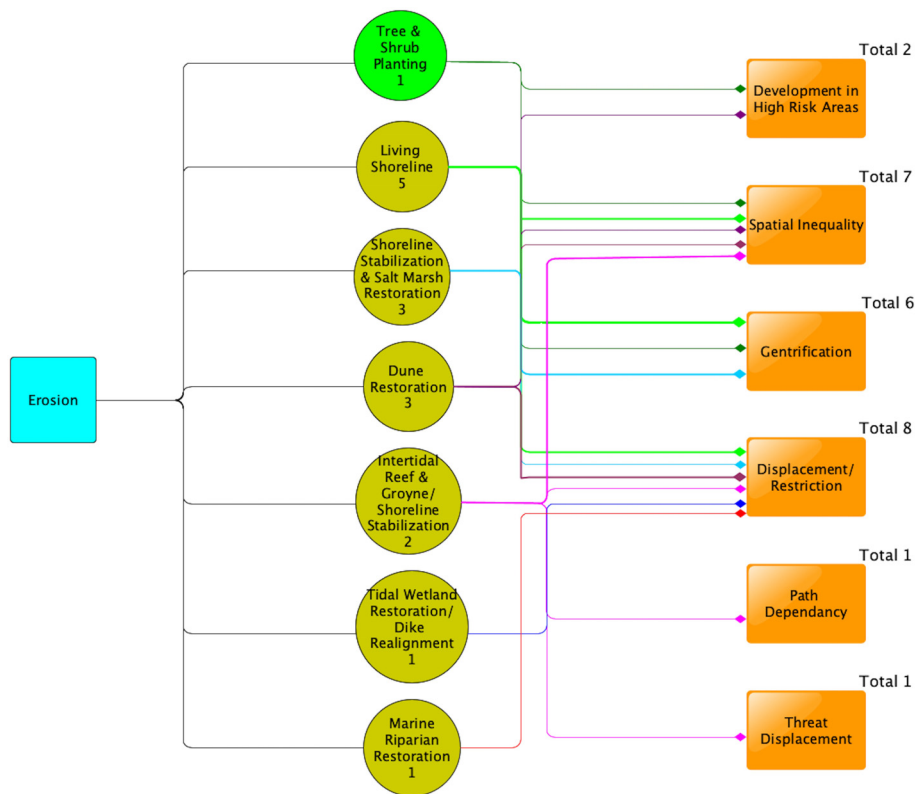 Erosion
Tree &
Shrub
Planting
1
Living
Shoreline
5
Shoreline
Stabilization
& Salt Marsh
Restoration
3
Dune
Restoration
3
Intertidal
Reef &
Groyne/
Shoreline
Stabilization
2
Tidal Wetland
Restoration/
Dike
Realignment
1
Marine
Riparian
Restoration
1
Total 2
Development in
High Risk Areas
Total 7
Spatial Inequality
Total 6
Gentrification
Total 8
Displacement/
Restriction
Total 1
Path
Dependancy
Total 1
Threat
Displacement